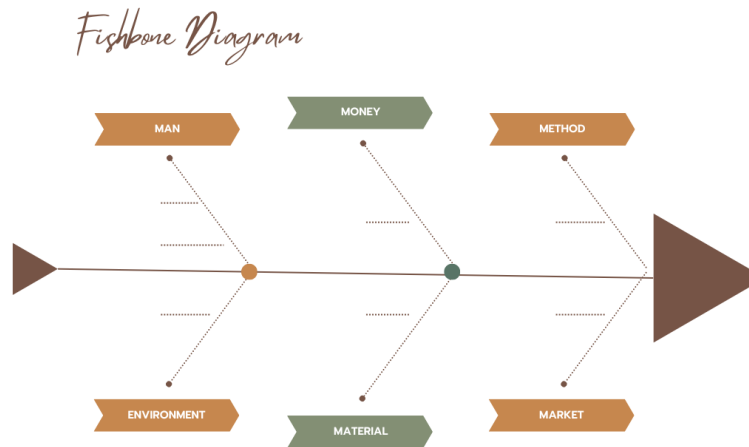 Fishbone Diagram
MAN
MONEY
METHOD
ENVIRONMENT
MATERIAL
MARKET